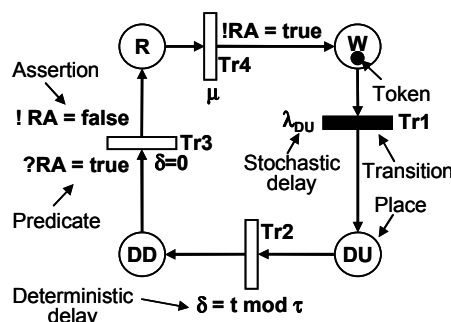 R
!RA = true
W
Tr4
μ
Token
Assertion
! RA = false
λDU
Tr1
Tr3
Stochastic
delay
Transition
?RA = true
δ=0
Predicate
Place
Tr2
DD
DU
Deterministic
delay
δ = t mod τ